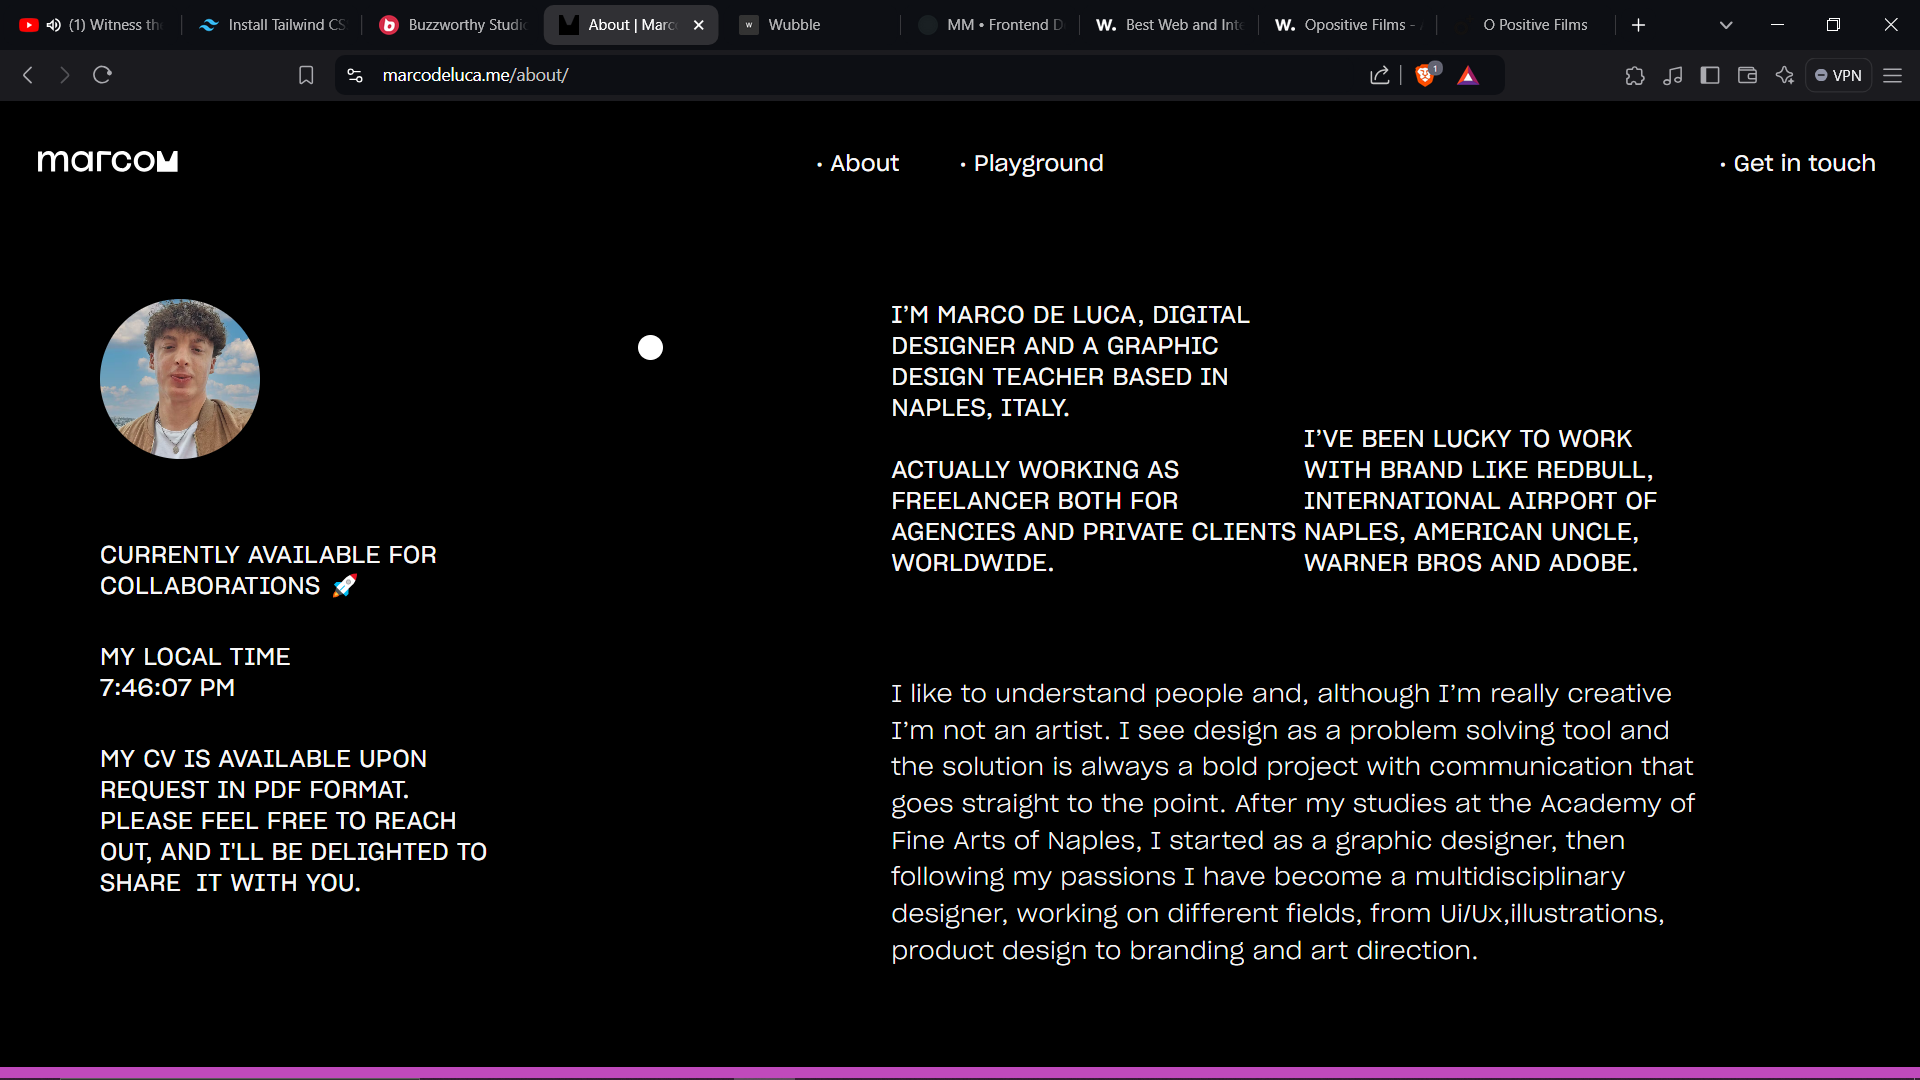 (1) Witness th
Install Tailwind CS
Buzzworthy Studi
About | Marc
Wubble
MM • Frontend D
W. Best Web and Int
W. Opositive Films -
O Positive Films
marcodeluca.me/about/
1
VPN
marcoM
• About
• Playground
• Get in touch
CURRENTLY AVAILABLE FOR
COLLABORATIONS 🚀
MY LOCAL TIME
7:46:07 PM
MY CV IS AVAILABLE UPON
REQUEST IN PDF FORMAT.
PLEASE FEEL FREE TO REACH
OUT, AND I'LL BE DELIGHTED TO
SHARE  IT WITH YOU.
I’M MARCO DE LUCA, DIGITAL
DESIGNER AND A GRAPHIC
DESIGN TEACHER BASED IN
NAPLES, ITALY.
ACTUALLY WORKING AS
FREELANCER BOTH FOR
AGENCIES AND PRIVATE CLIENTS
WORLDWIDE.
I’VE BEEN LUCKY TO WORK
WITH BRAND LIKE REDBULL,
INTERNATIONAL AIRPORT OF
NAPLES, AMERICAN UNCLE,
WARNER BROS AND ADOBE.
I like to understand people and, although I’m really creative
I’m not an artist. I see design as a problem solving tool and
the solution is always a bold project with communication that
goes straight to the point. After my studies at the Academy of
Fine Arts of Naples, I started as a graphic designer, then
following my passions I have become a multidisciplinary
designer, working on different fields, from Ui/Ux,illustrations,
product design to branding and art direction.